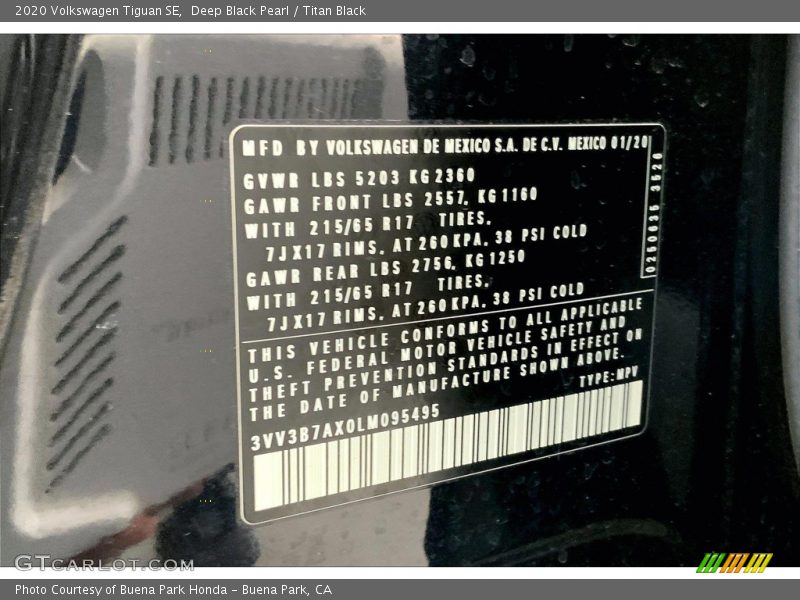 2020 Volkswagen Tiguan SE, Deep Black Pearl / Titan Black
MFD BY VOLKSWAGEN DE MEXICO S.A. DE C.V. MEXICO 01/20
GVWR LBS 5203 KG 2360
GAWR FRONT LBS 2557, KG 1160
WITH 215/65 R17 TIRES,
7JX17 RIMS, AT 260 KPA, 38 PSI COLD
GAWR REAR LBS 2756, KG 1250
WITH 215/65 R17 TIRES,
7JX17 RIMS, AT 260 KPA, 38 PSI COLD
0260635 3626
THIS VEHICLE CONFORMS TO ALL APPLICABLE
U.S. FEDERAL MOTOR VEHICLE SAFETY AND
THEFT PREVENTION STANDARDS IN EFFECT ON
THE DATE OF MANUFACTURE SHOWN ABOVE.
TYPE: MPV
3VV3B7AX0LM095495
GTCARLOT.COM
Photo Courtesy of Buena Park Honda - Buena Park, CA